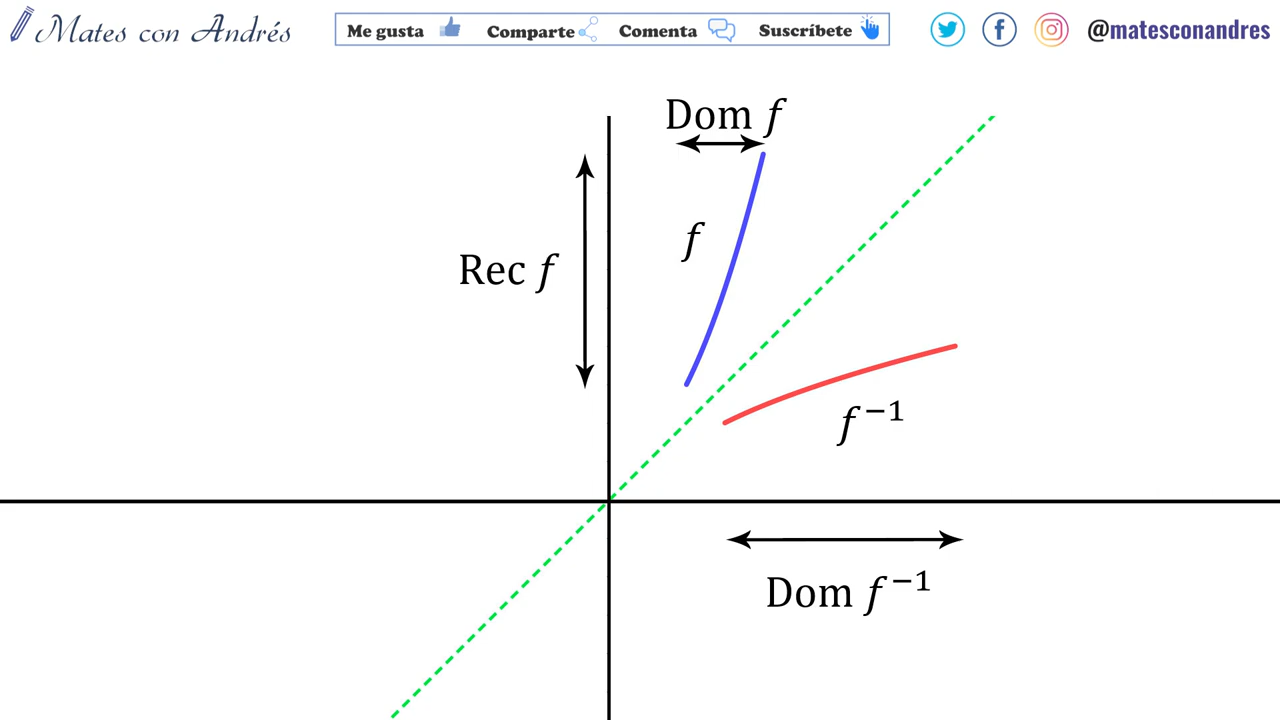 Mates con Andrés
Me gusta Comparte Comenta Suscríbete
@matesconandres
Dom f
f
Rec f
f⁻¹
Dom f⁻¹